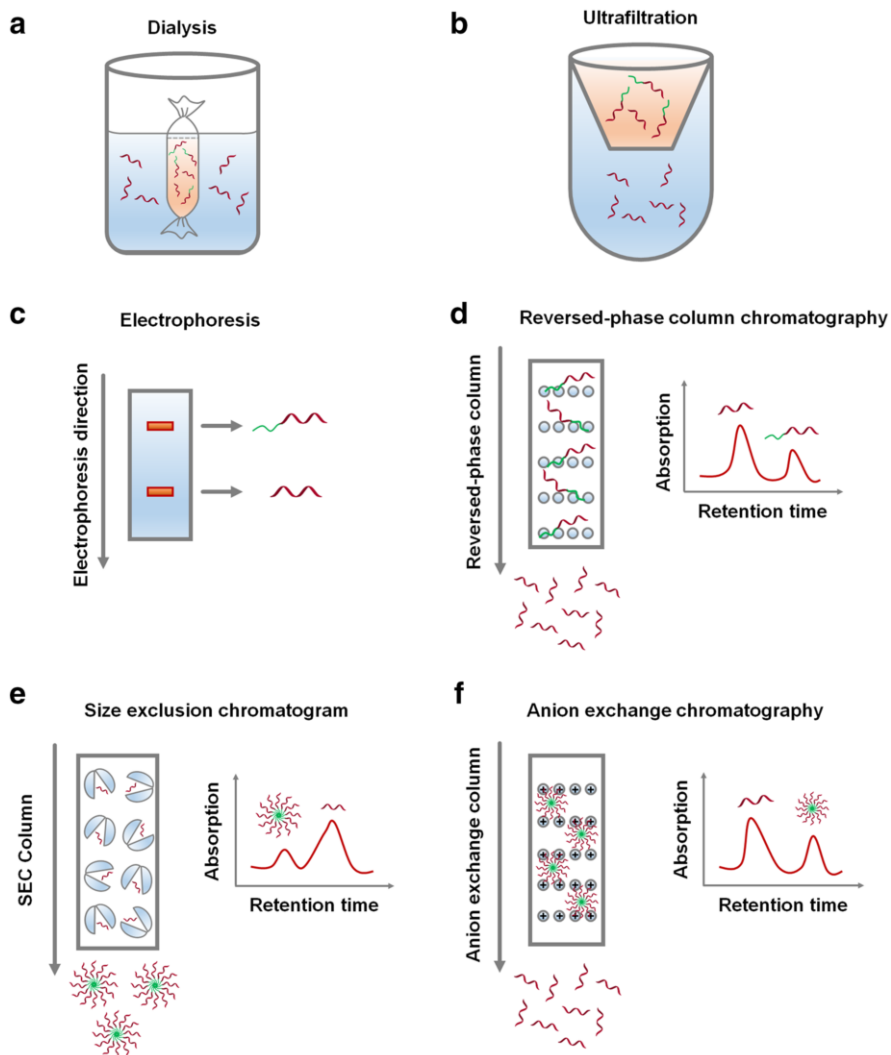 a
Dialysis
b
Ultrafiltration
c
Electrophoresis
Electrophoresis direction
d
Reversed-phase column chromatography
Reversed-phase column
Absorption
Retention time
e
Size exclusion chromatogram
SEC Column
Absorption
Retention time
f
Anion exchange chromatography
Anion exchange column
Absorption
Retention time